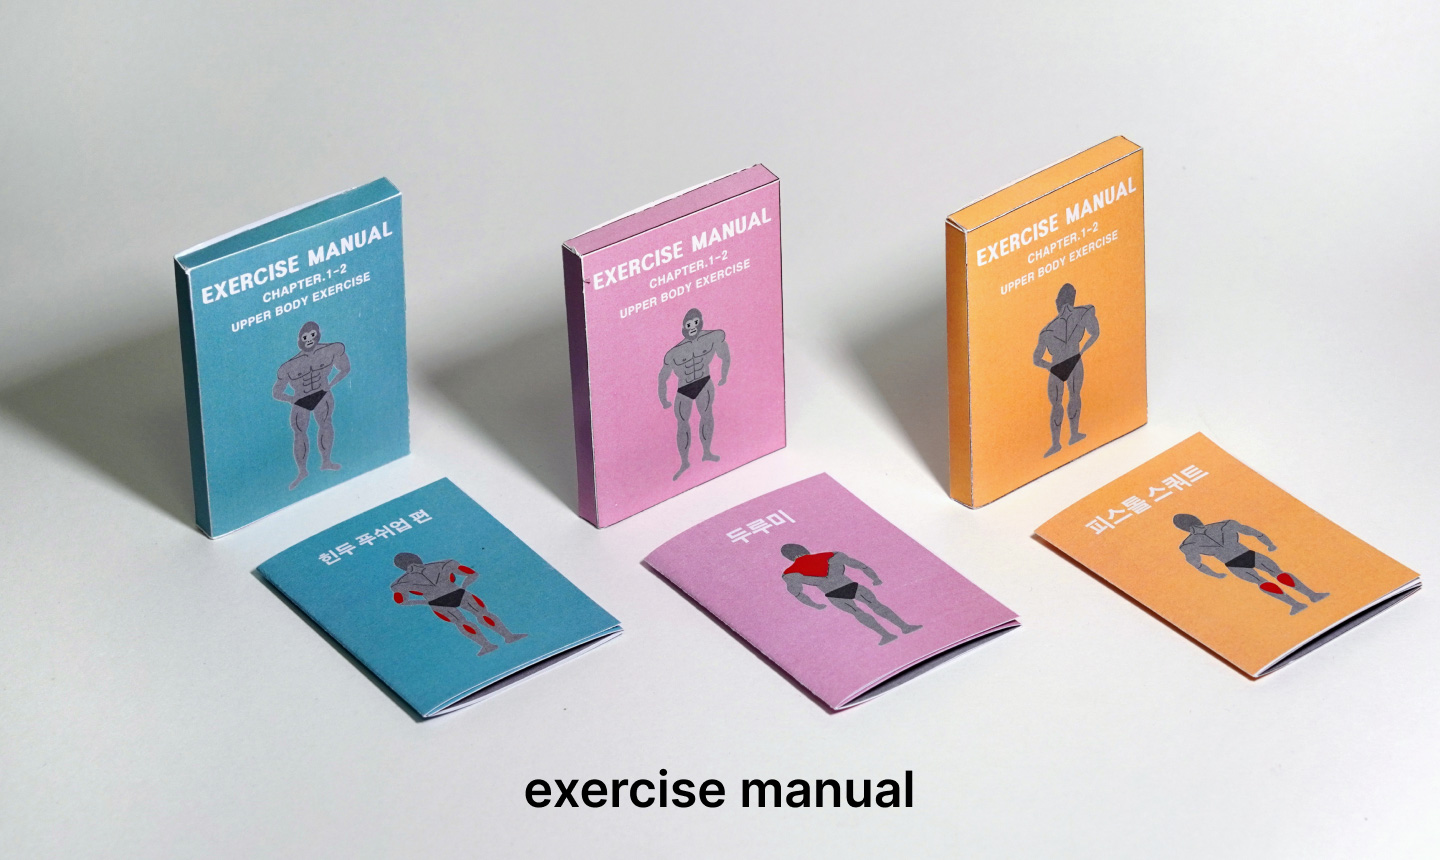 EXERCISE MANUAL
CHAPTER.1-2
UPPER BODY EXERCISE
EXERCISE MANUAL
CHAPTER.1-2
UPPER BODY EXERCISE
EXERCISE MANUAL
CHAPTER.1-2
UPPER BODY EXERCISE
힌두 푸쉬업 편
두루미
피스톨 스쿼트
exercise manual